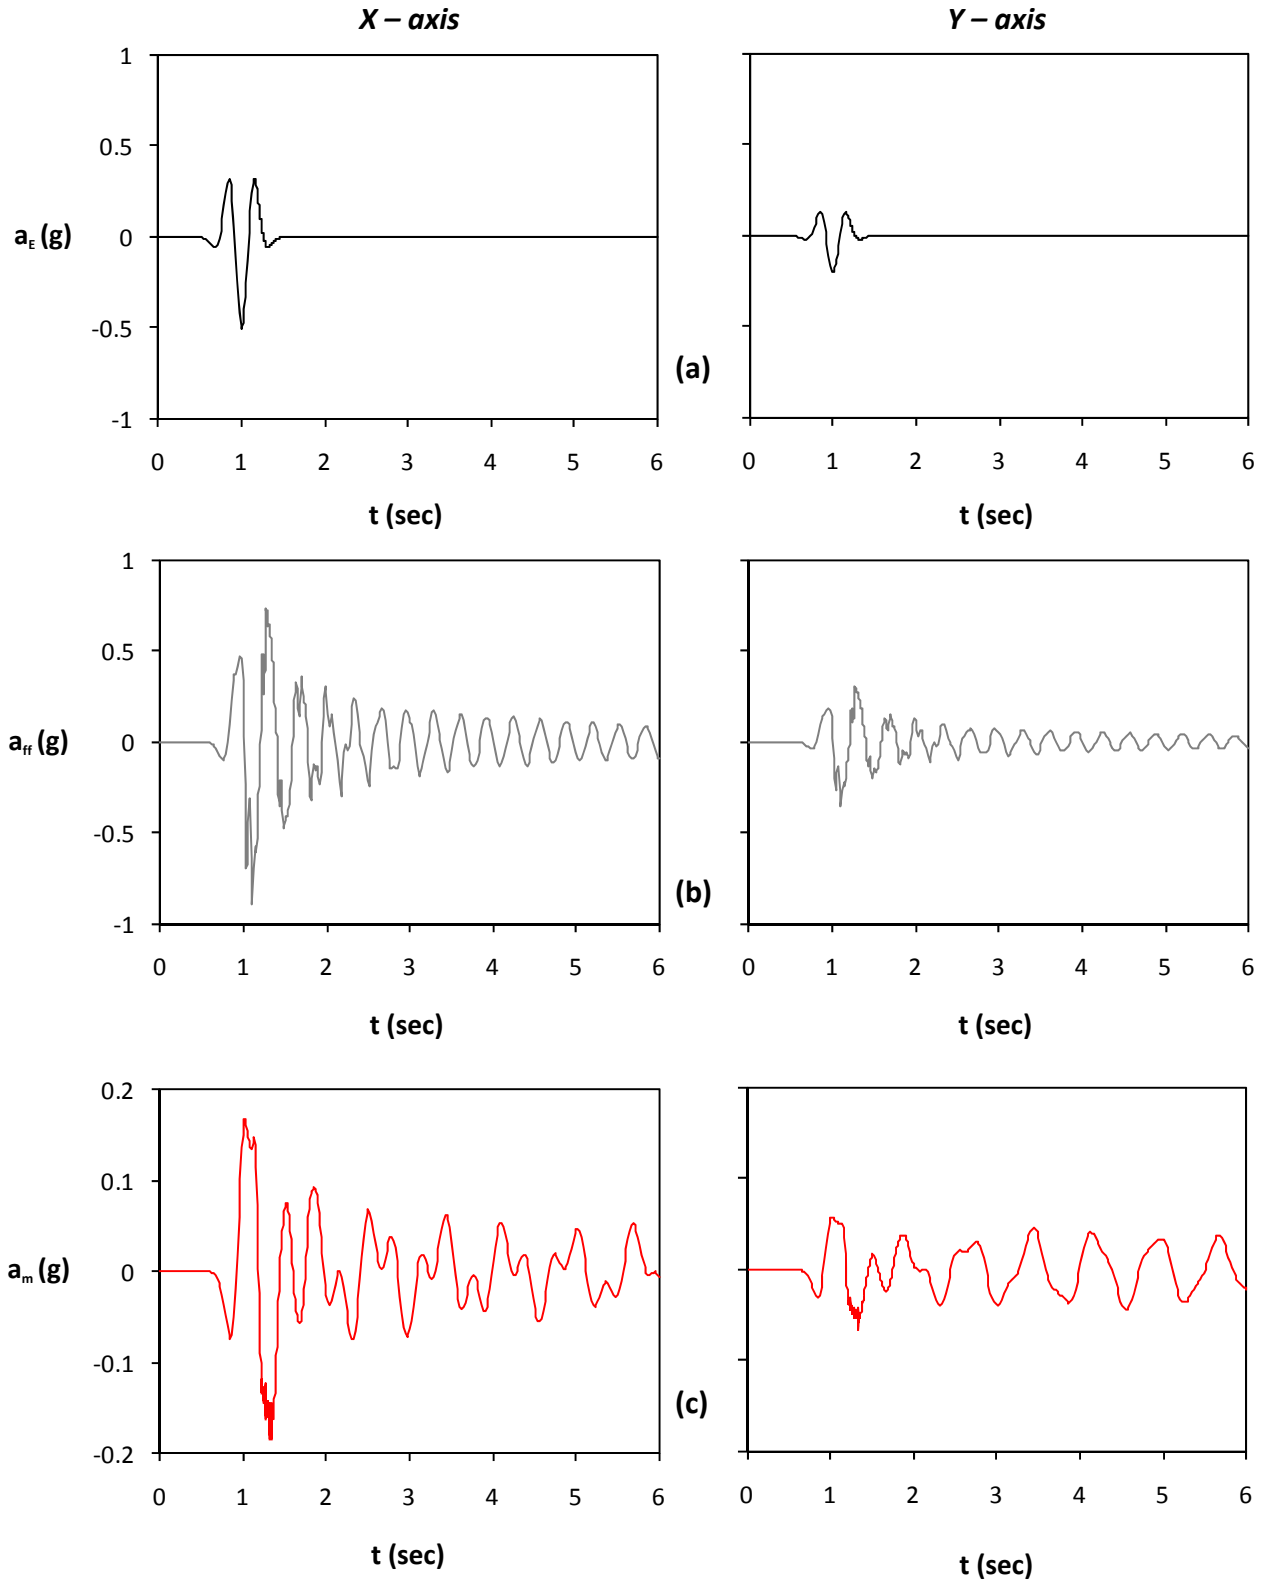 X – axis Y – axis
1
0.5
a_E (g) 0
-0.5
(a)
-1
0 1 2 3 4 5 6 0 1 2 3 4 5 6
t (sec) t (sec)
1
0.5
a_ff (g) 0
-0.5
(b)
-1
0 1 2 3 4 5 6 0 1 2 3 4 5 6
t (sec) t (sec)
0.2
0.1
a_m (g) 0
-0.1
(c)
-0.2
0 1 2 3 4 5 6 0 1 2 3 4 5 6
t (sec) t (sec)